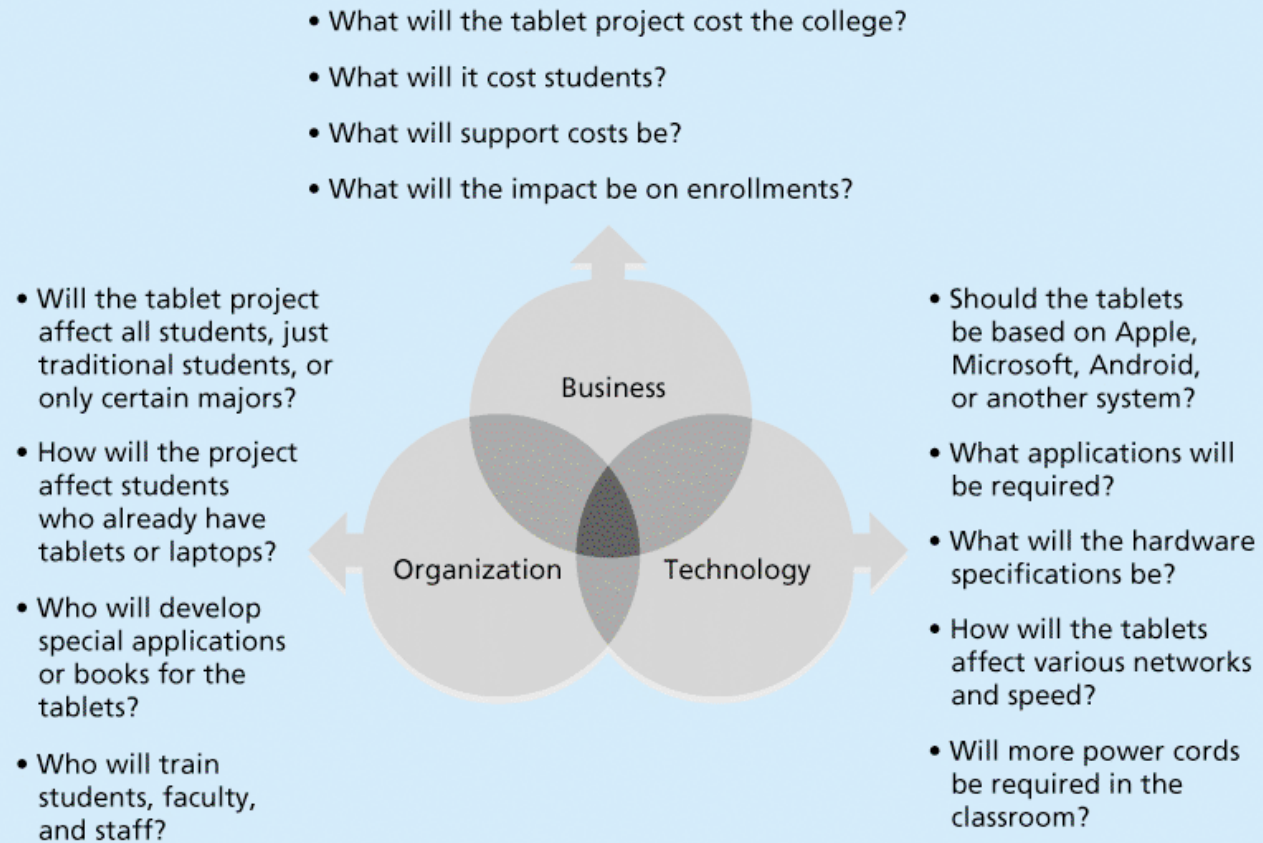 • What will the tablet project cost the college?
• What will it cost students?
• What will support costs be?
• What will the impact be on enrollments?
• Will the tablet project
affect all students, just
traditional students, or
only certain majors?
• How will the project
affect students
who already have
tablets or laptops?
• Who will develop
special applications
or books for the
tablets?
• Who will train
students, faculty,
and staff?
Business
Organization
Technology
• Should the tablets
be based on Apple,
Microsoft, Android,
or another system?
• What applications will
be required?
• What will the hardware
specifications be?
• How will the tablets
affect various networks
and speed?
• Will more power cords
be required in the
classroom?